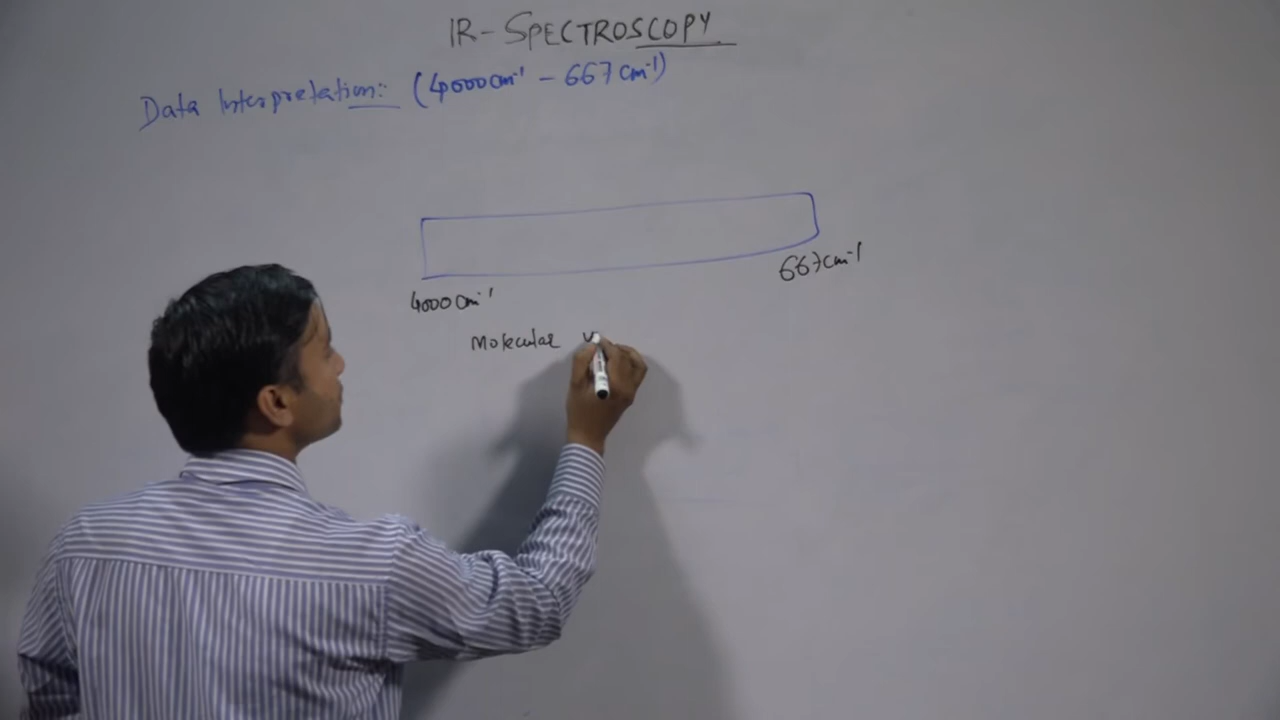 IR-SPECTROSCOPY
Data Interpretation: (4000cm⁻¹ - 667cm⁻¹)
667cm⁻¹
4000cm⁻¹
Molecular